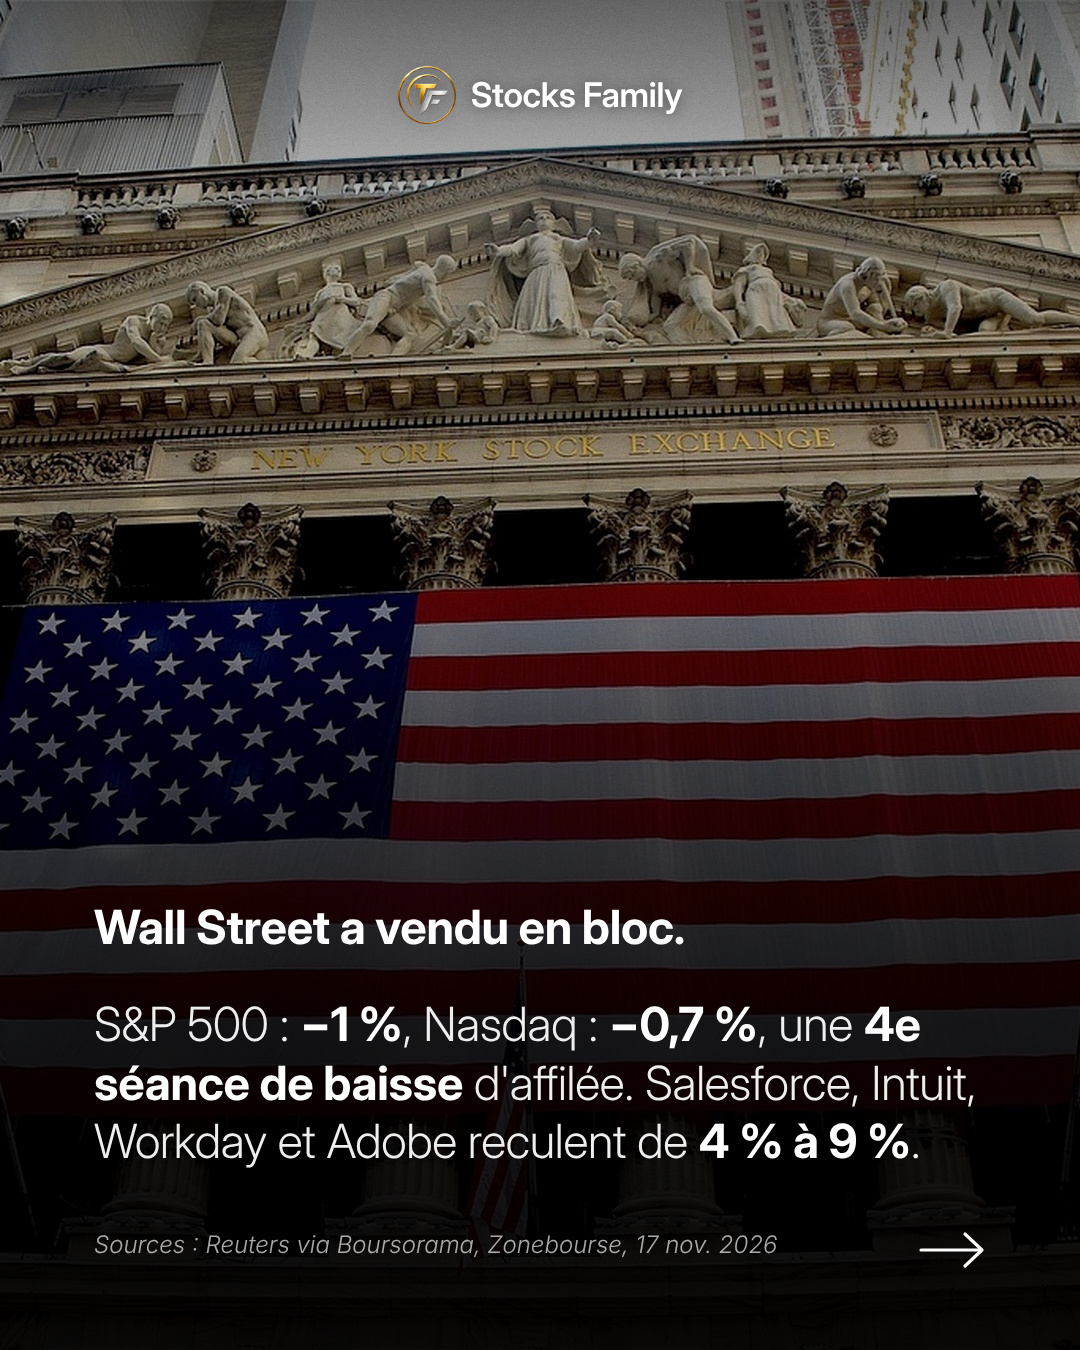 Stocks Family
NEW YORK STOCK EXCHANGE
Wall Street a vendu en bloc.
S&P 500 : −1 %, Nasdaq : −0,7 %, une 4e
séance de baisse d'affilée. Salesforce, Intuit,
Workday et Adobe reculent de 4 % à 9 %.
Sources : Reuters via Boursorama, Zonebourse, 17 nov. 2026